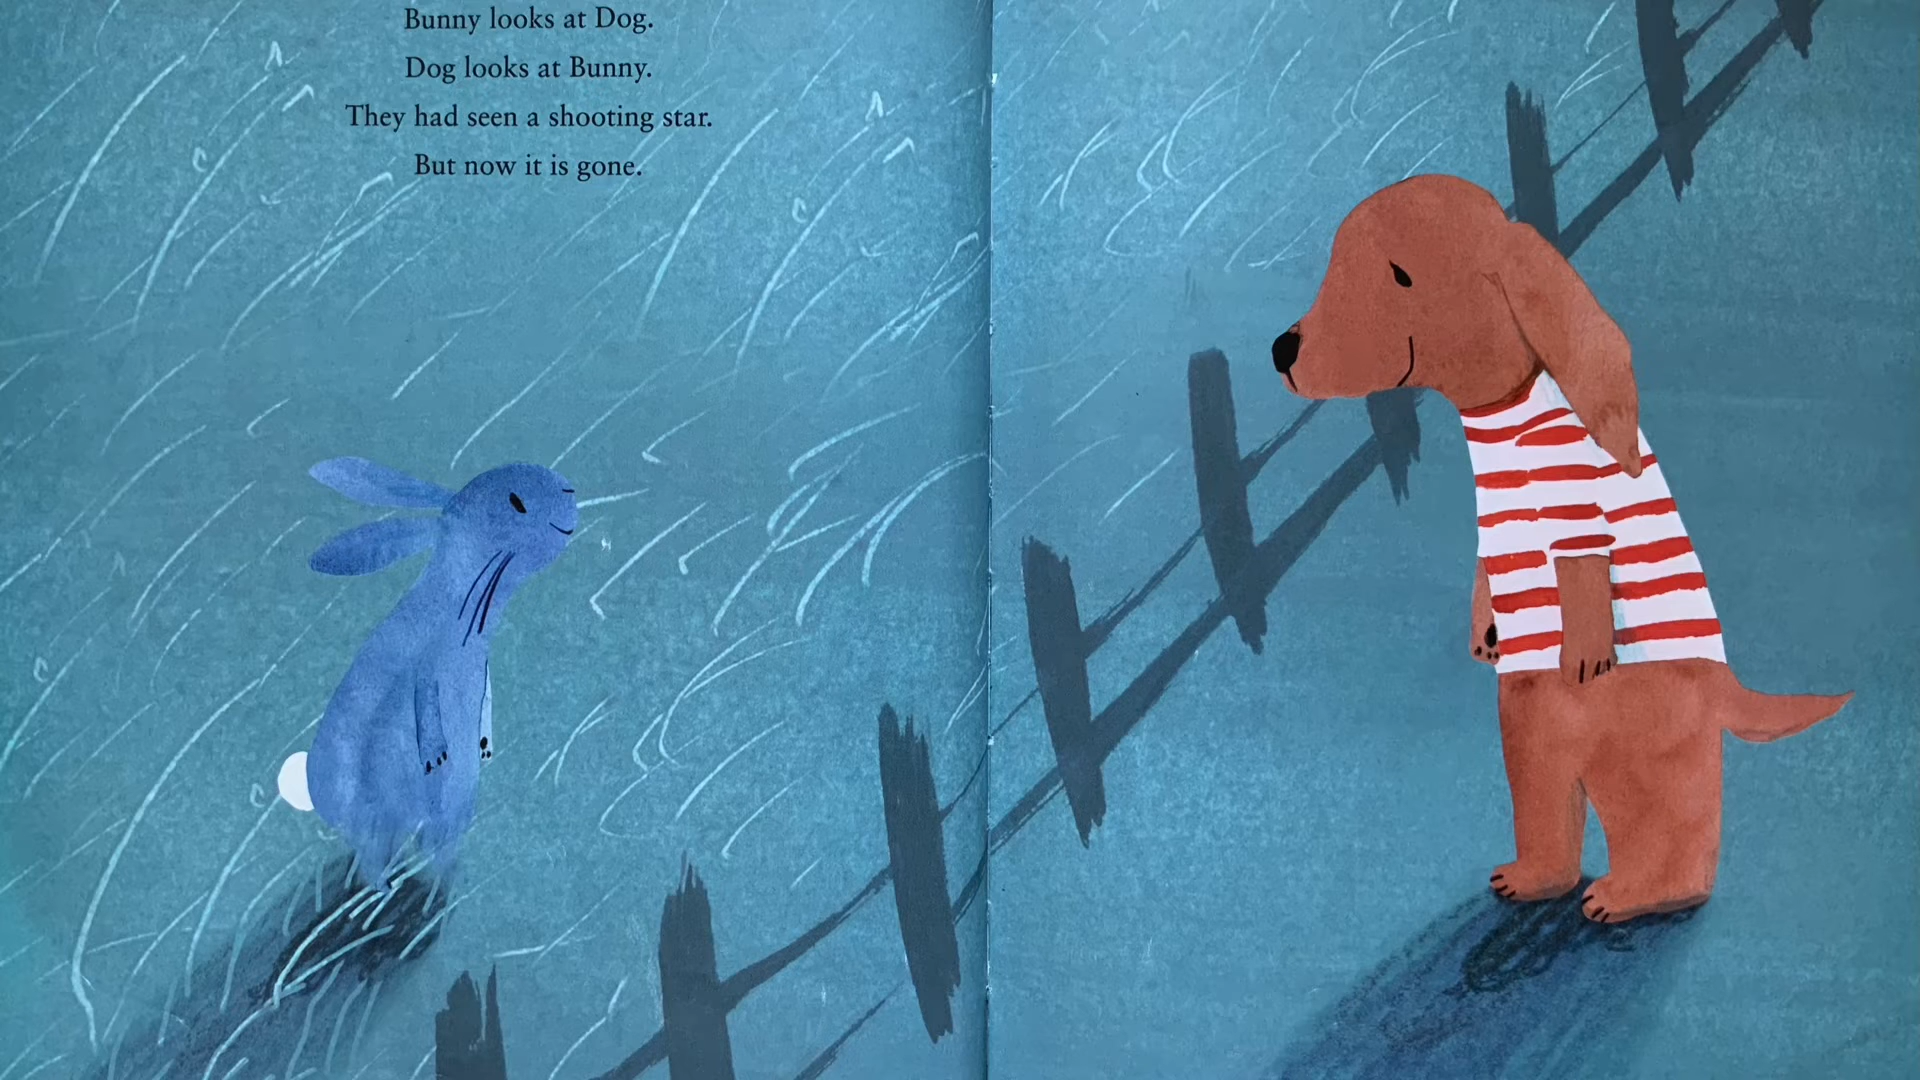 Bunny looks at Dog.
Dog looks at Bunny.
They had seen a shooting star.
But now it is gone.